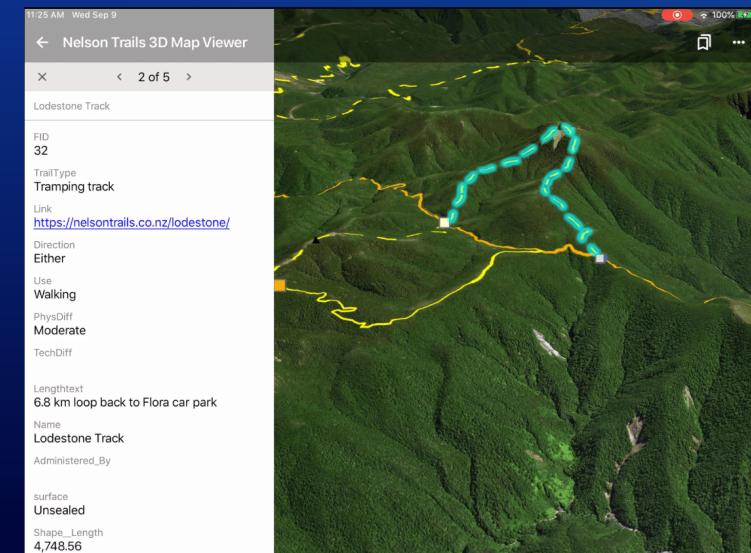 11:25 AM Wed Sep 9
100%
Nelson Trails 3D Map Viewer
2 of 5
Lodestone Track
FID
32
TrailType
Tramping track
Link
https://nelsontrails.co.nz/lodestone/
Direction
Either
Use
Walking
PhysDiff
Moderate
TechDiff
Lengthtext
6.8 km loop back to Flora car park
Name
Lodestone Track
Administered_By
surface
Unsealed
Shape__Length
4,748.56